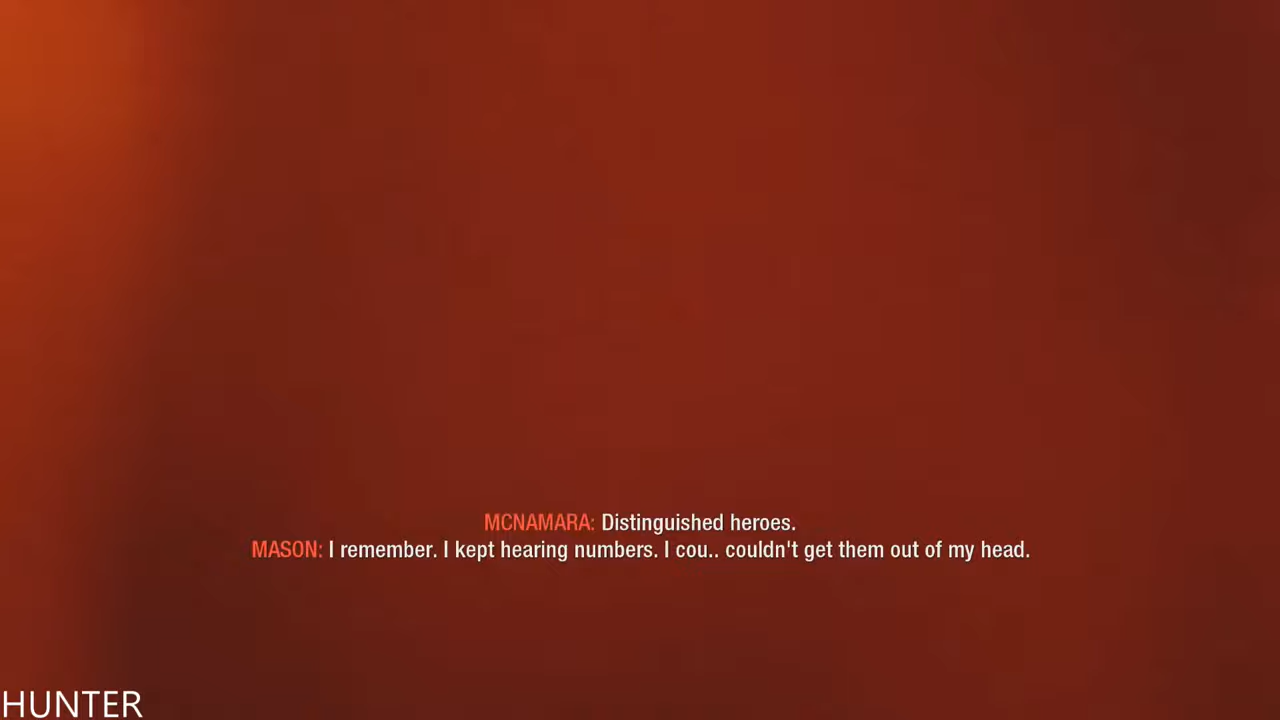 MCNAMARA: Distinguished heroes.
MASON: I remember. I kept hearing numbers. I cou.. couldn't get them out of my head.
HUNTER